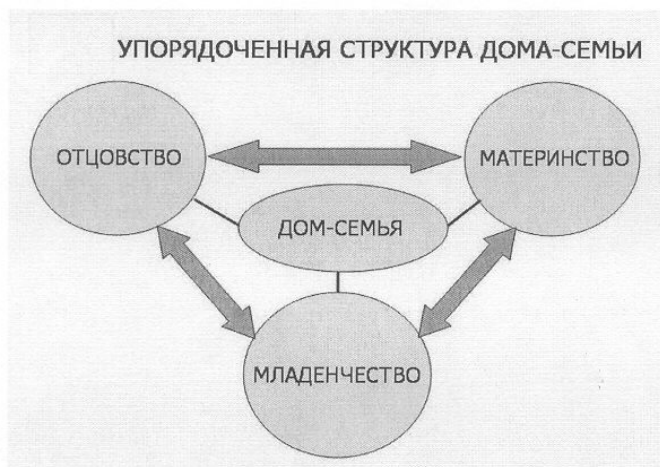 УПОРЯДОЧЕННАЯ СТРУКТУРА ДОМА-СЕМЬИ
ОТЦОВСТВО
МАТЕРИНСТВО
ДОМ-СЕМЬЯ
МЛАДЕНЧЕСТВО